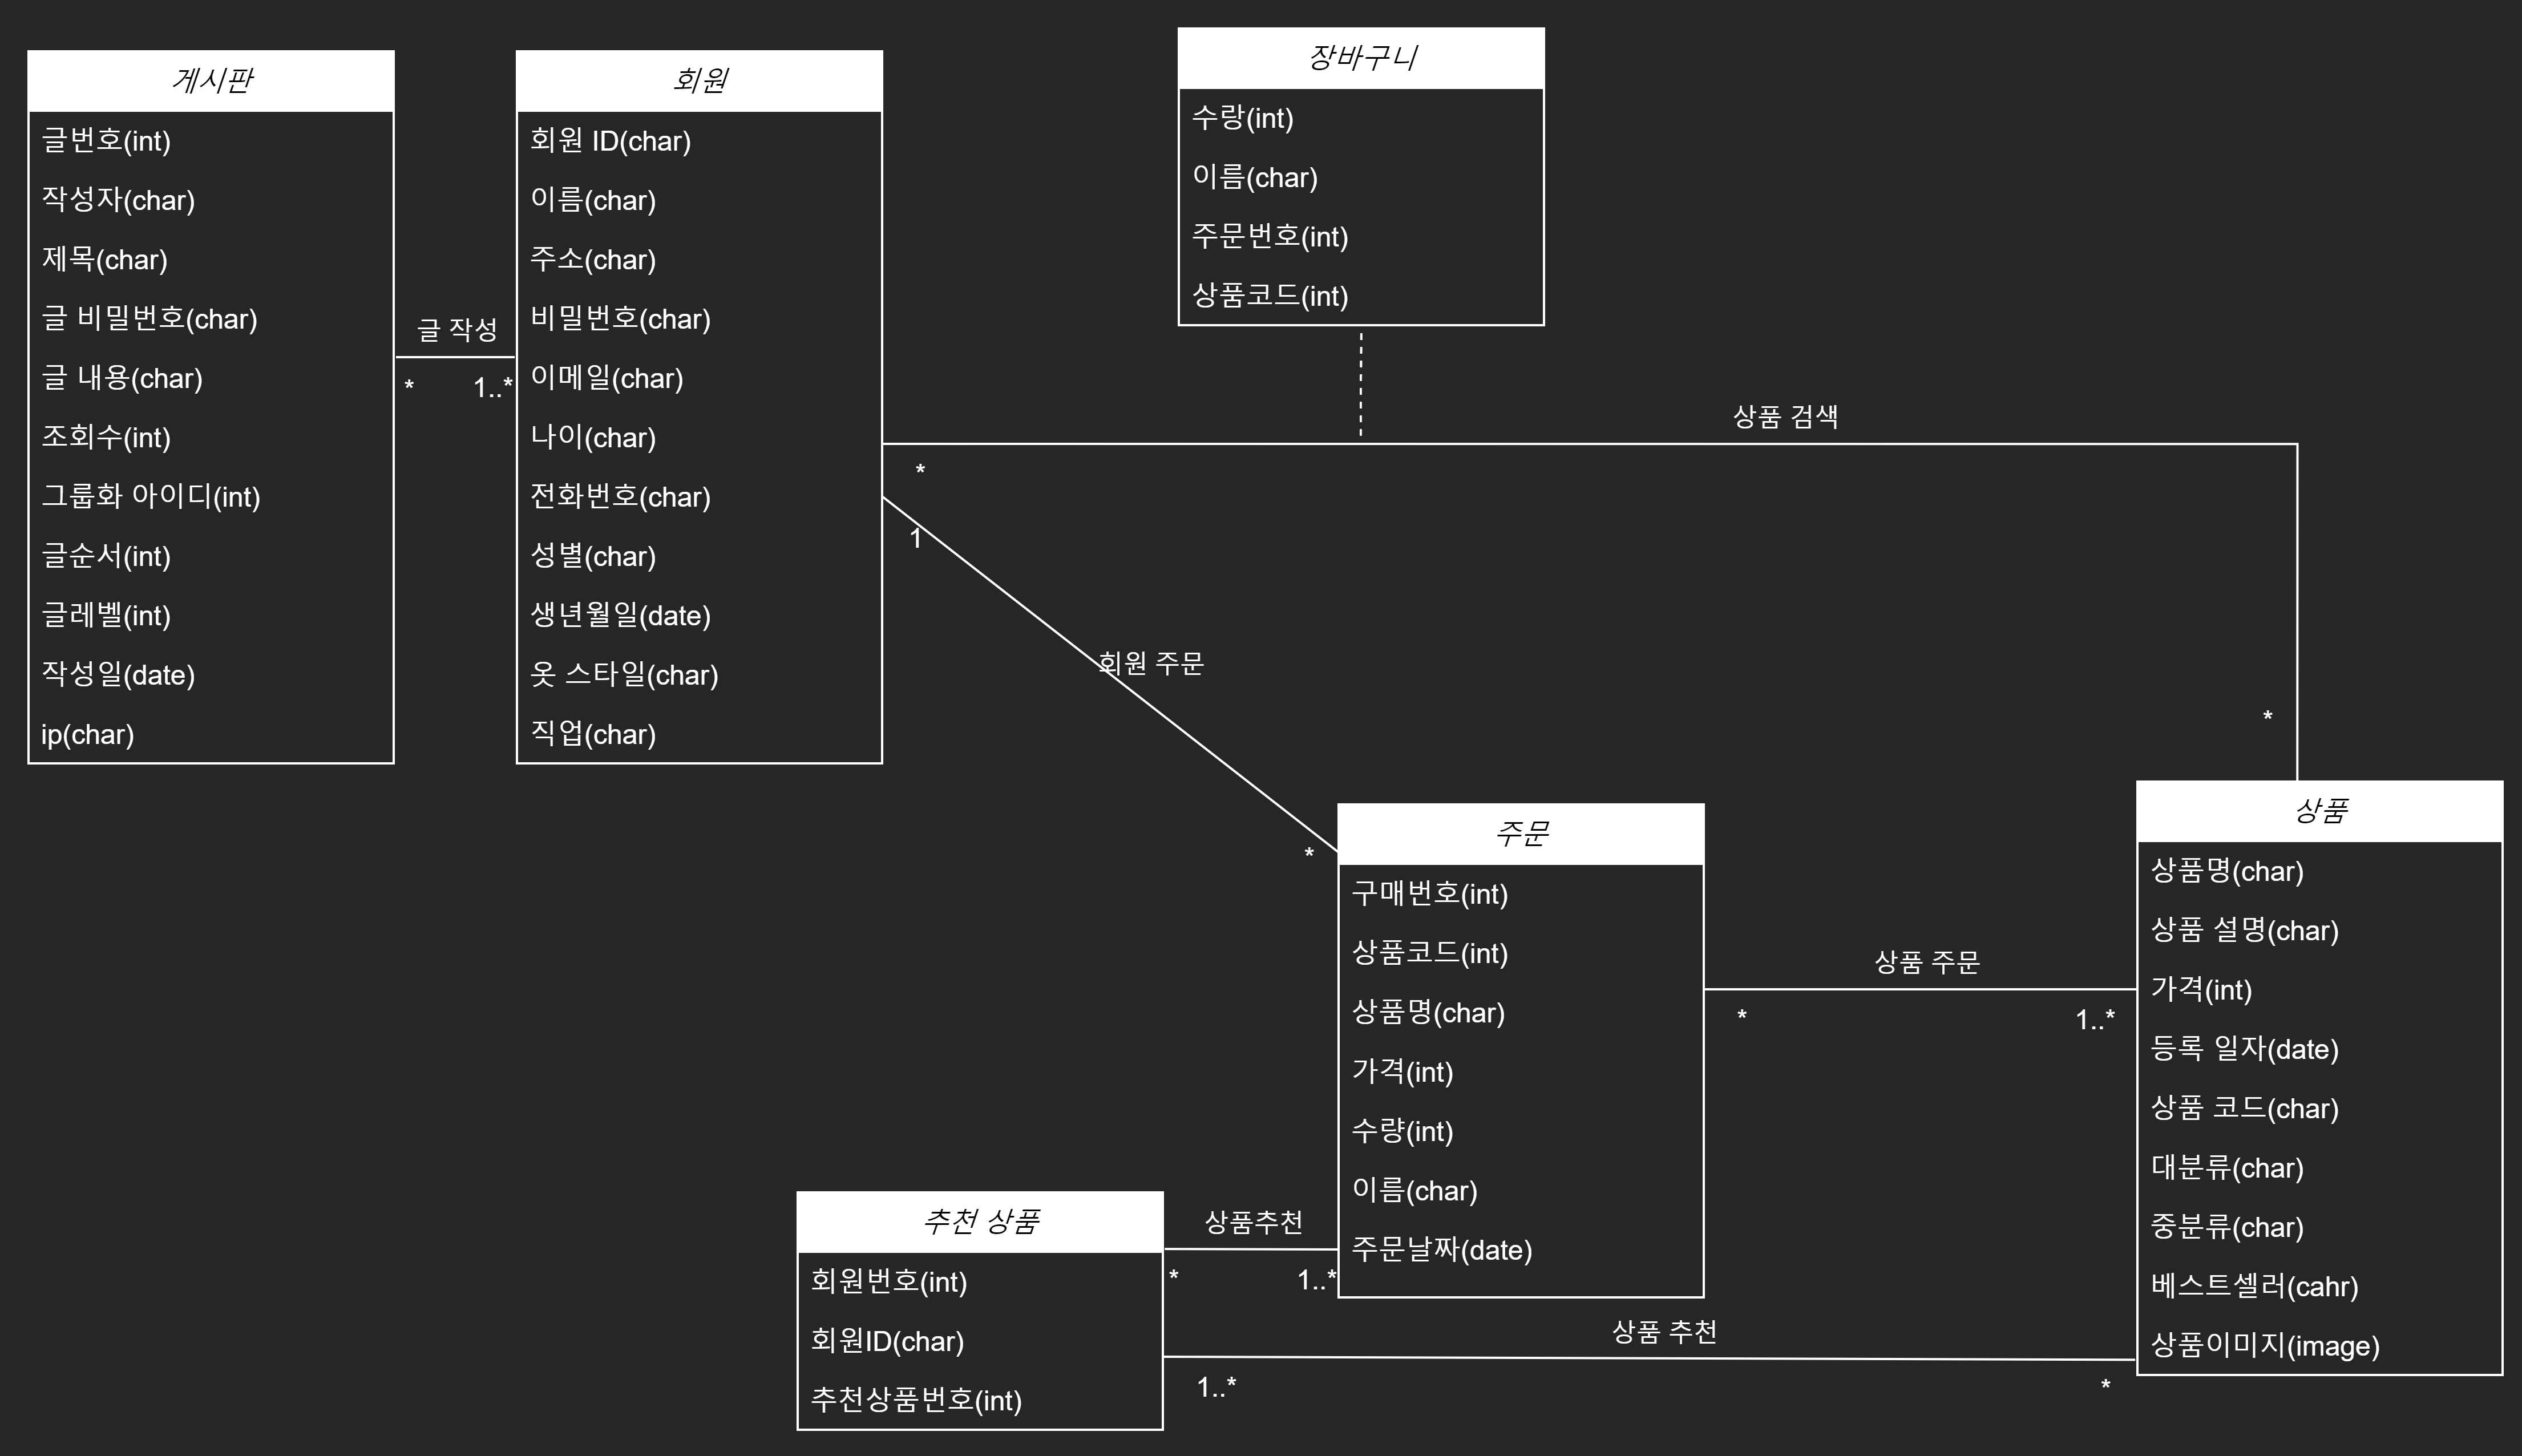 게시판
글번호(int)
작성자(char)
제목(char)
글 비밀번호(char)
글 내용(char)
조회수(int)
그룹화 아이디(int)
글순서(int)
글레벨(int)
작성일(date)
ip(char)
글 작성
*
1..*
회원
회원 ID(char)
이름(char)
주소(char)
비밀번호(char)
이메일(char)
나이(char)
전화번호(char)
성별(char)
생년월일(date)
옷 스타일(char)
직업(char)
장바구니
수랑(int)
이름(char)
주문번호(int)
상품코드(int)
상품 검색
*
*
1
회원 주문
*
주문
구매번호(int)
상품코드(int)
상품명(char)
가격(int)
수량(int)
이름(char)
주문날짜(date)
상품 주문
*
1..*
상품
상품명(char)
상품 설명(char)
가격(int)
등록 일자(date)
상품 코드(char)
대분류(char)
중분류(char)
베스트셀러(cahr)
상품이미지(image)
추천 상품
회원번호(int)
회원ID(char)
추천상품번호(int)
상품추천
*
1..*
상품 추천
1..*
*